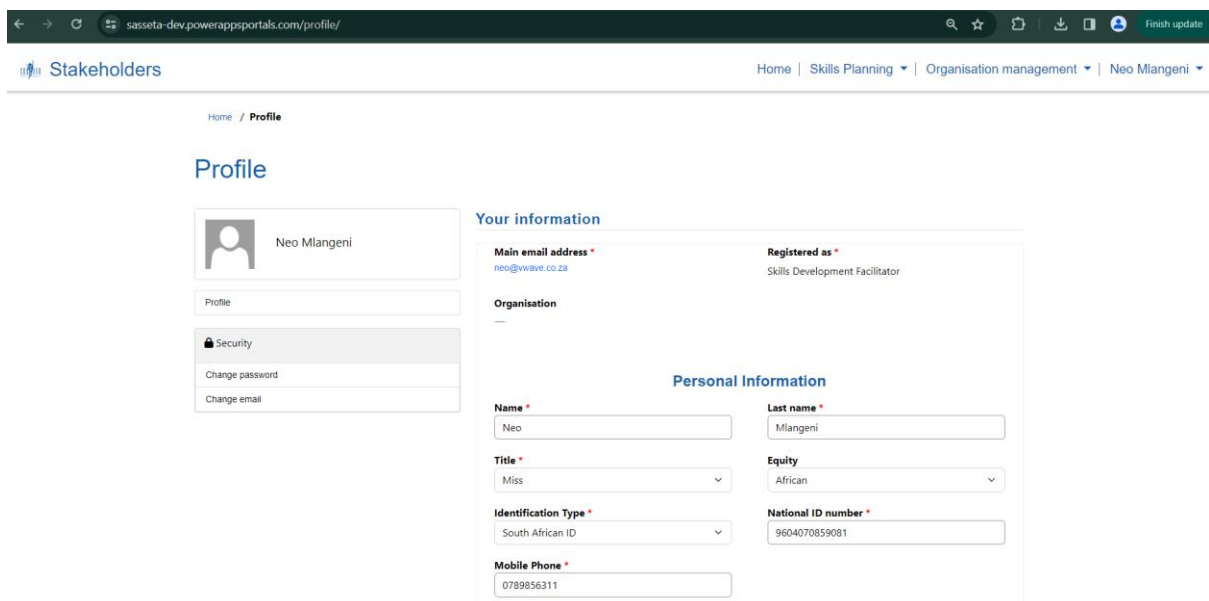 sasseta-dev.powerappsportals.com/profile/ Finish update
Stakeholders Home | Skills Planning | Organisation management | Neo Mlangeni
Home / Profile
Profile
Neo Mlangeni
Profile
Security
Change password
Change email
Your information
Main email address * Registered as *
neo@vwave.co.za Skills Development Facilitator
Organisation
—
Personal Information
Name * Last name *
Neo Mlangeni
Title * Equity
Miss African
Identification Type * National ID number *
South African ID 9604070859081
Mobile Phone *
0789856311